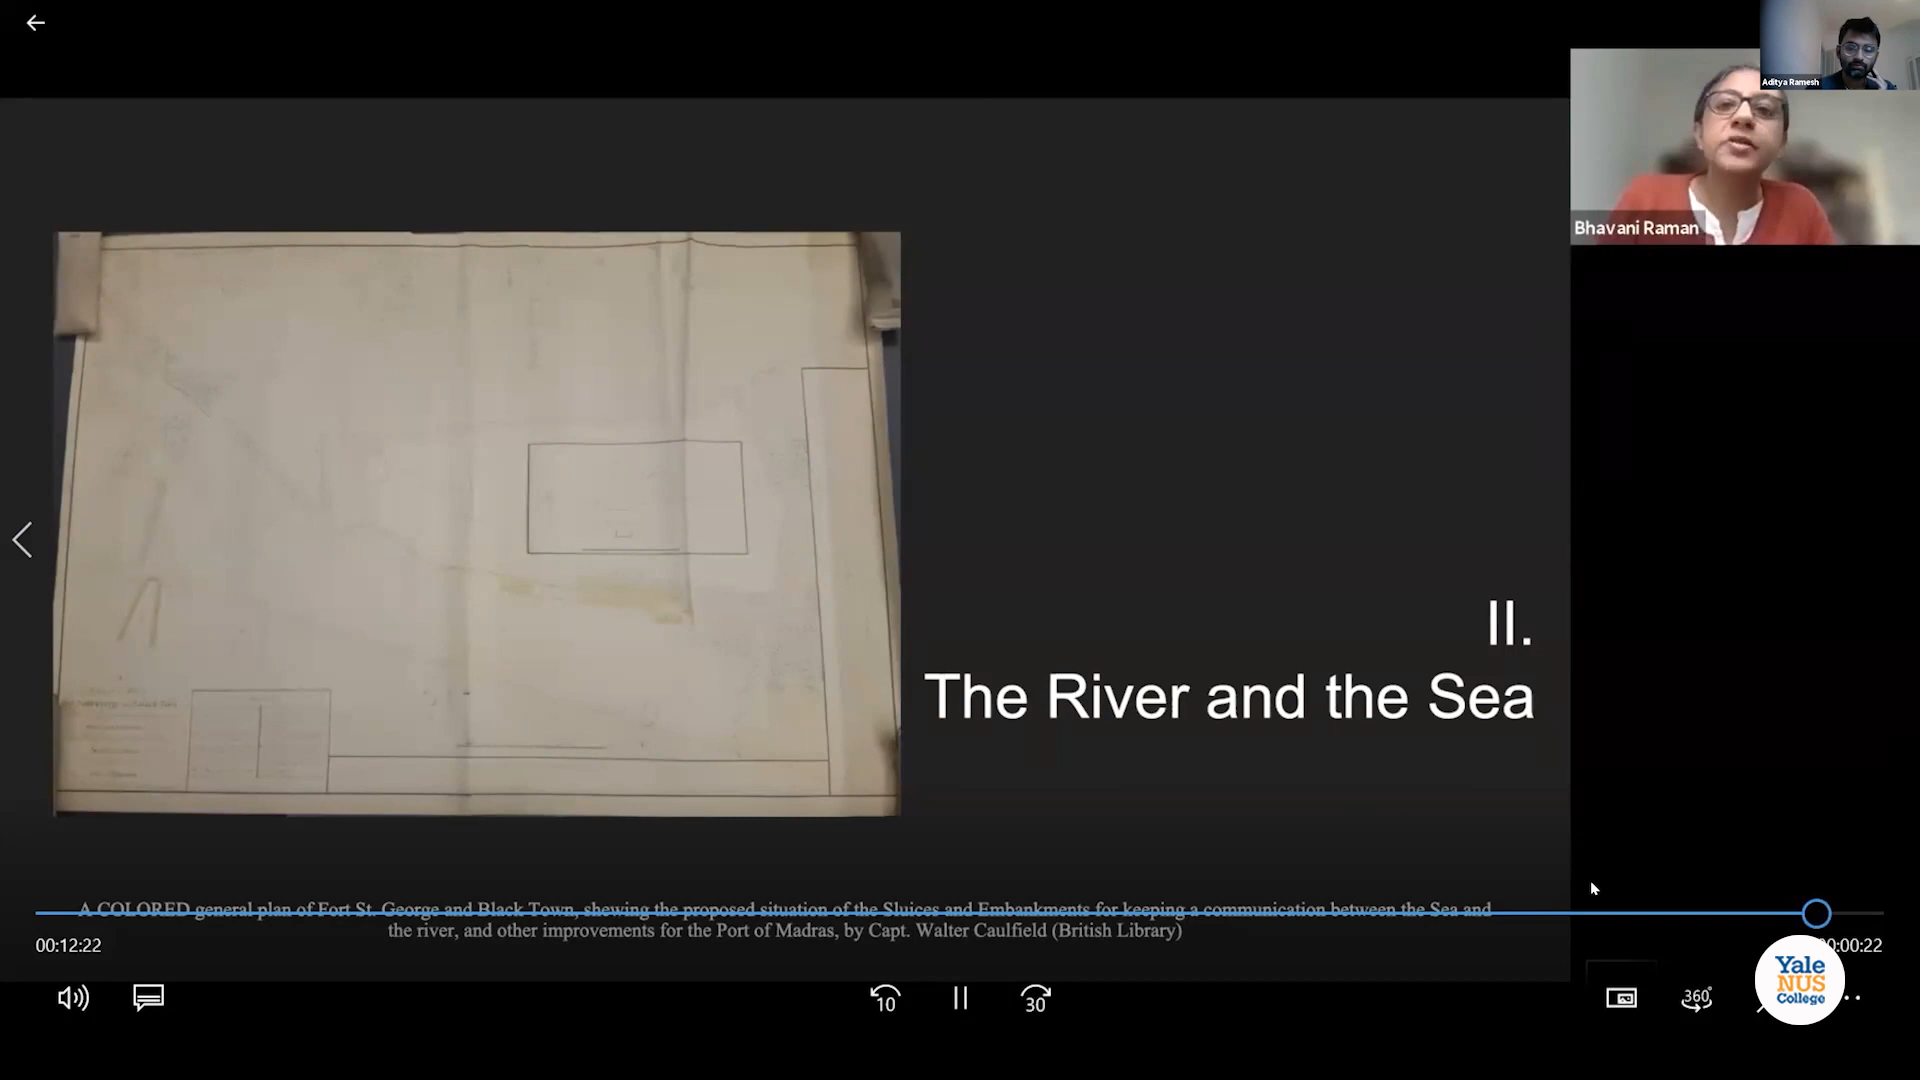 Aditya Ramesh
Bhavani Raman
II.
The River and the Sea
A COLORED general plan of Fort St. George and Black Town, shewing the proposed situation of the Sluices and Embankments for keeping a communication between the Sea and
the river, and other improvements for the Port of Madras, by Capt. Walter Caulfield (British Library)
00:12:22
0:00:22
10
30
360°
Yale
NUS
College